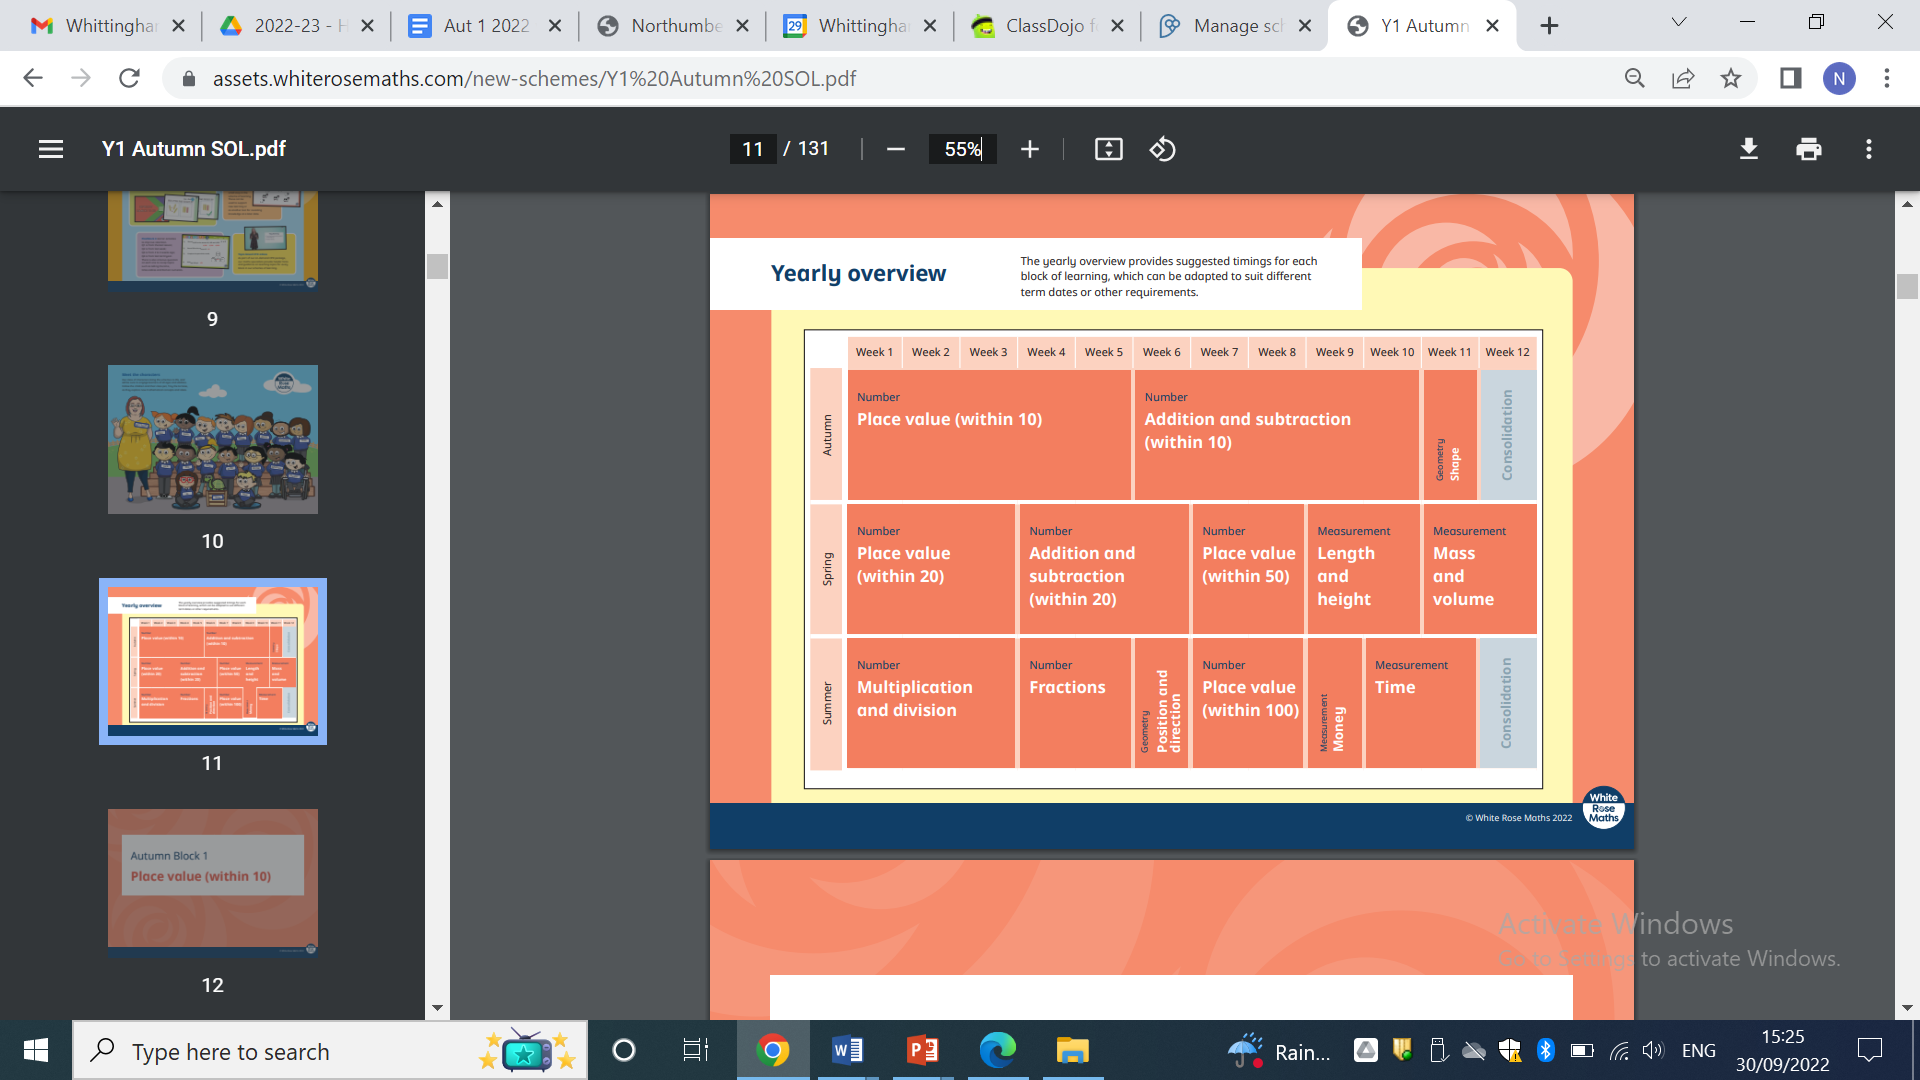 Whittinghar
2022-23 - H
Aut 1 2022
Northumbe
29
Whittinghar
ClassDojo f
Manage sch
Y1 Autumn
assets.whiterosemaths.com/new-schemes/Y1%20Autumn%20SOL.pdf
N
Y1 Autumn SOL.pdf
11 / 131
55%
9
10
Yearly overview
11
Autumn Block 1
Place value (within 10)
12
Yearly overview
The yearly overview provides suggested timings for each
block of learning, which can be adapted to suit different
term dates or other requirements.
Week 1 Week 2 Week 3 Week 4 Week 5 Week 6 Week 7 Week 8 Week 9 Week 10 Week 11 Week 12
Autumn
Number
Place value (within 10)
Number
Addition and subtraction
(within 10)
Geometry
Shape
Consolidation
Spring
Number
Place value
(within 20)
Number
Addition and
subtraction
(within 20)
Number
Place value
(within 50)
Measurement
Length
and
height
Measurement
Mass
and
volume
Summer
Number
Multiplication
and division
Number
Fractions
Geometry
Position and
direction
Number
Place value
(within 100)
Measurement
Money
Measurement
Time
Consolidation
© White Rose Maths 2022
White
Rose
Maths
Activate Windows
Go to Settings to activate Windows.
Type here to search
Rain...
ENG
15:25
30/09/2022